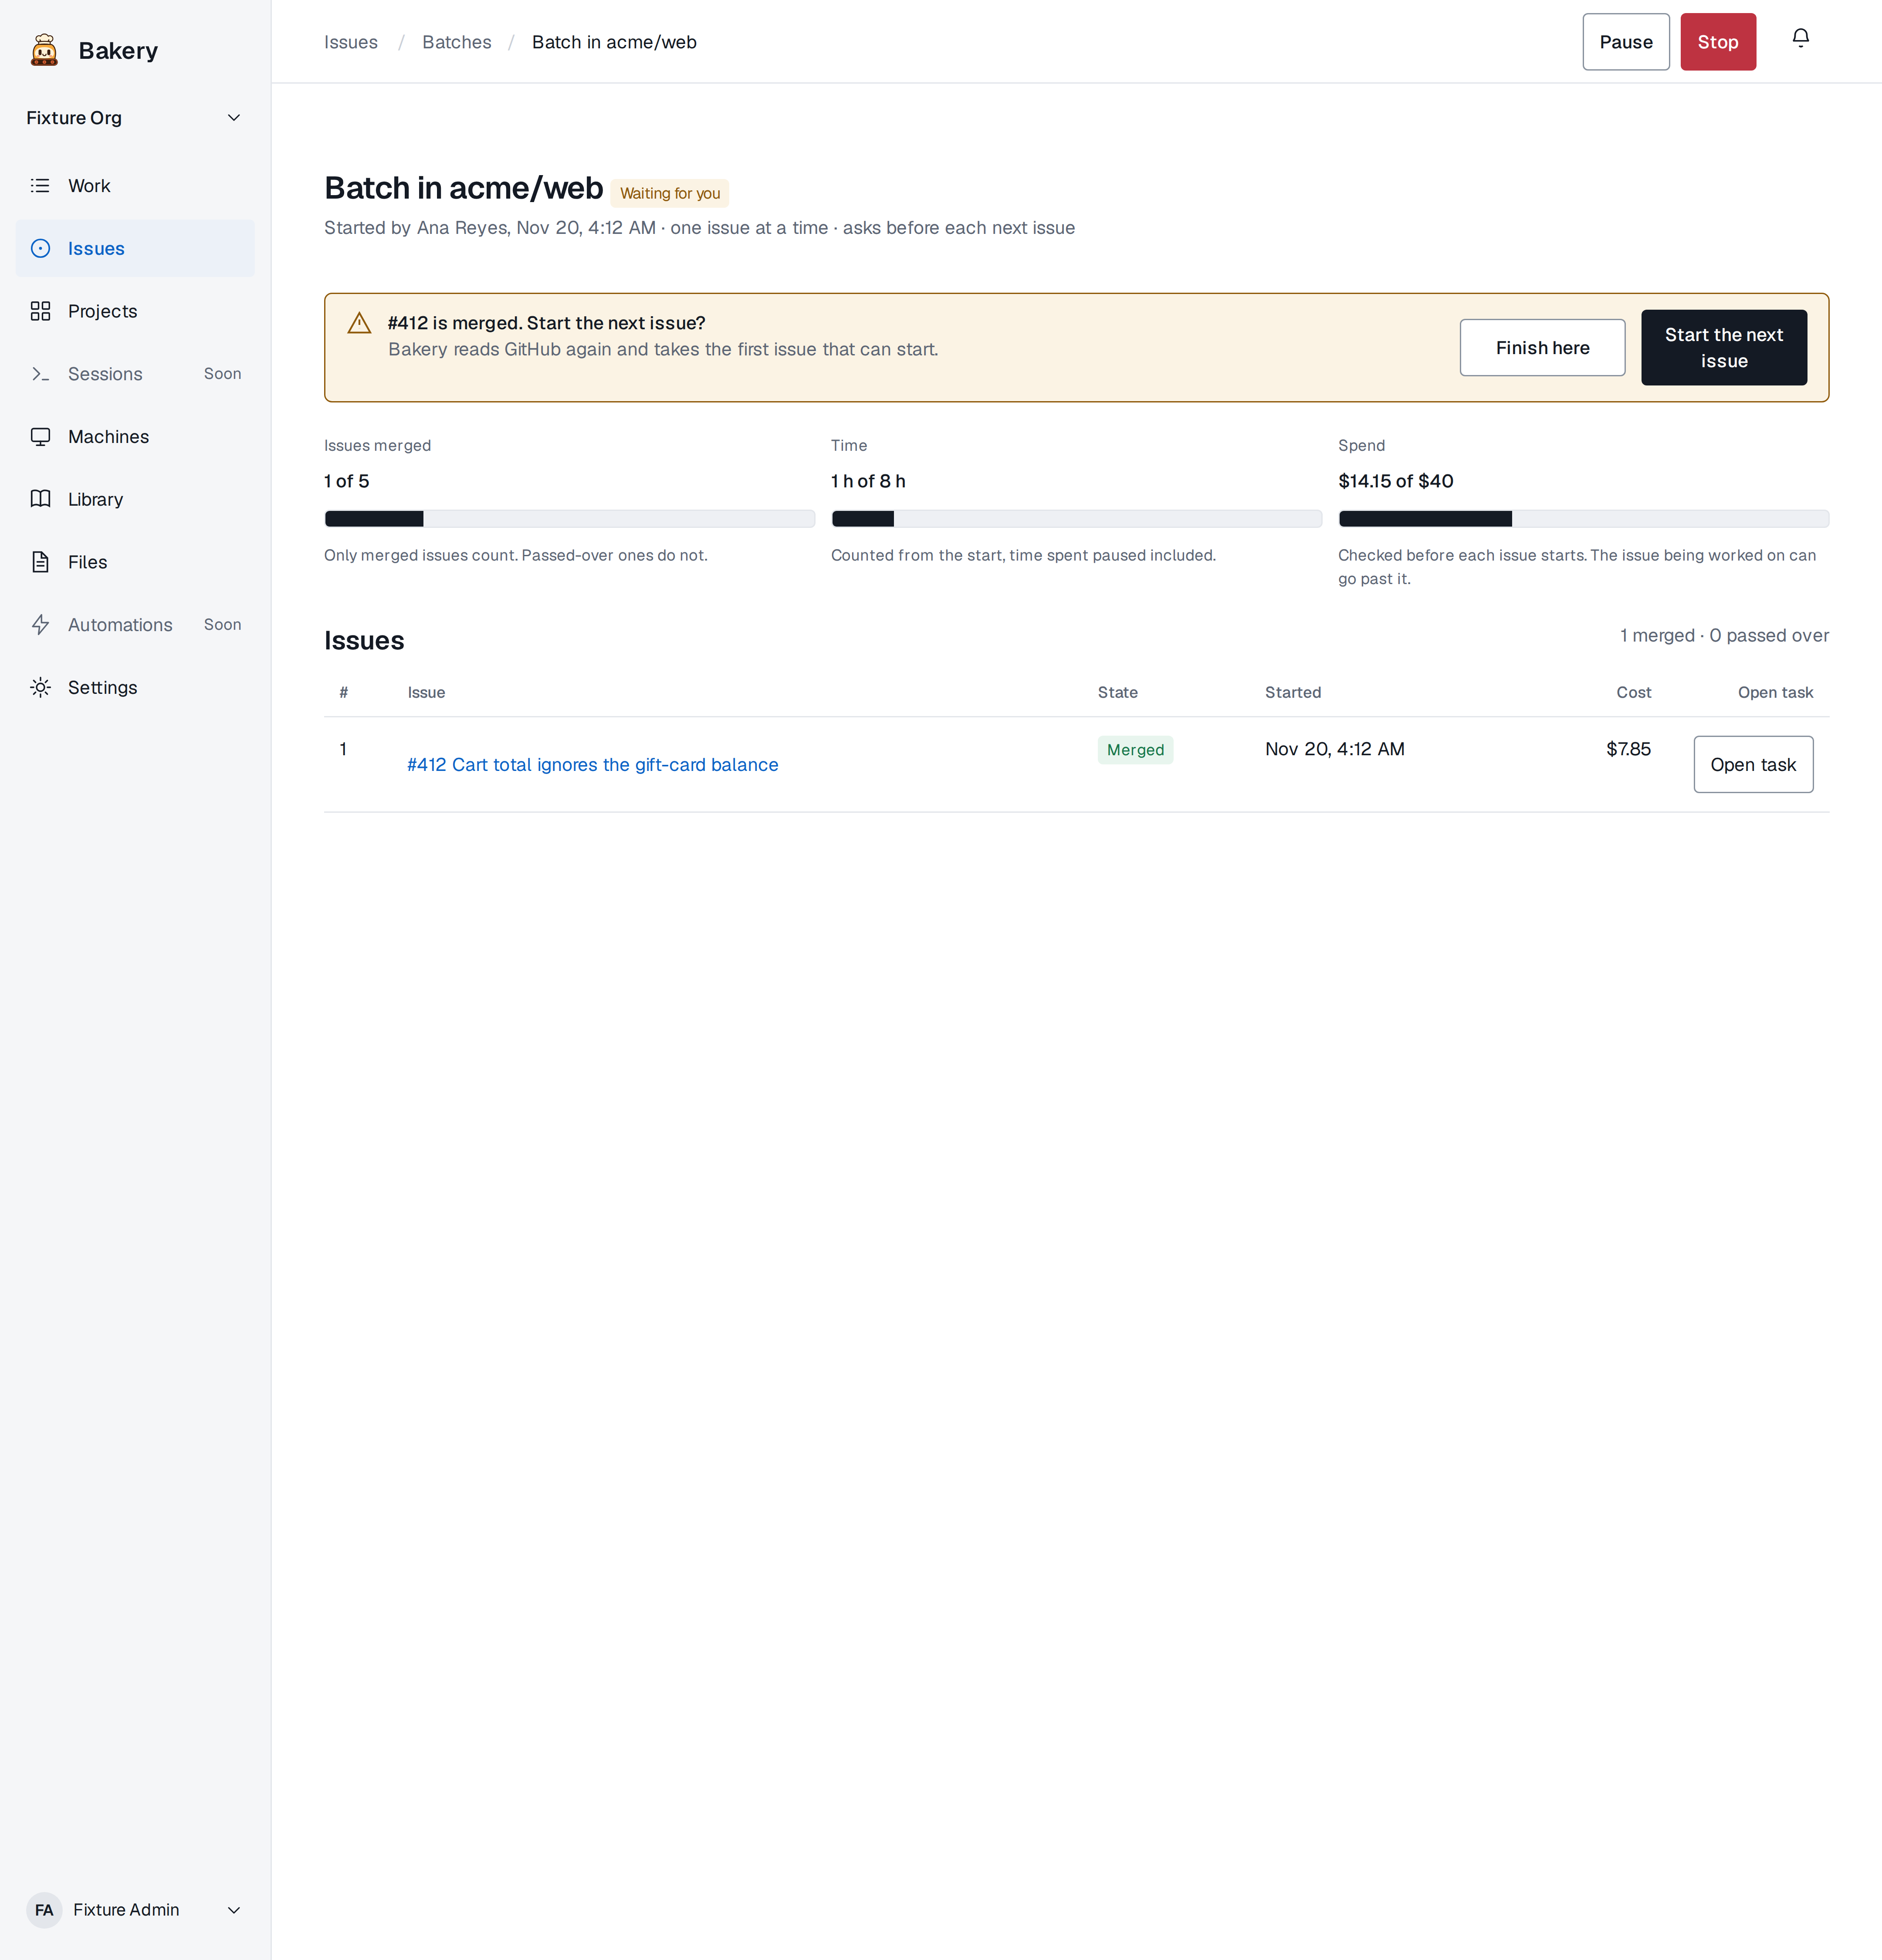 Bakery
Fixture Org
Work
Issues
Projects
Sessions Soon
Machines
Library
Files
Automations Soon
Settings
FA Fixture Admin
Issues / Batches / Batch in acme/web
Pause
Stop
Batch in acme/web Waiting for you
Started by Ana Reyes, Nov 20, 4:12 AM · one issue at a time · asks before each next issue
#412 is merged. Start the next issue?
Bakery reads GitHub again and takes the first issue that can start.
Finish here
Start the next
issue
Issues merged
1 of 5
Only merged issues count. Passed-over ones do not.
Time
1 h of 8 h
Counted from the start, time spent paused included.
Spend
$14.15 of $40
Checked before each issue starts. The issue being worked on can
go past it.
Issues
1 merged · 0 passed over
# Issue State Started Cost Open task
1 #412 Cart total ignores the gift-card balance Merged Nov 20, 4:12 AM $7.85 Open task